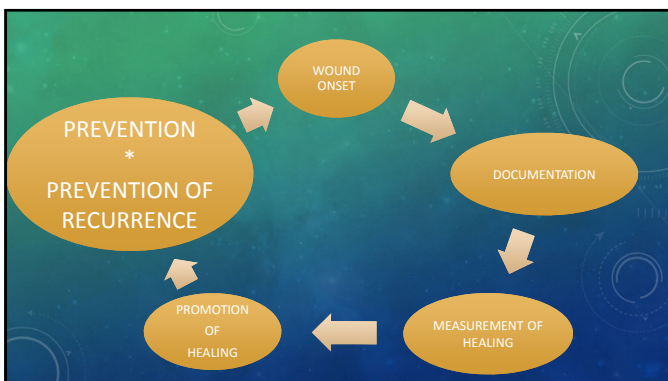 WOUND
ONSET
DOCUMENTATION
MEASUREMENT OF
HEALING
PROMOTION
OF
HEALING
PREVENTION
*
PREVENTION OF
RECURRENCE